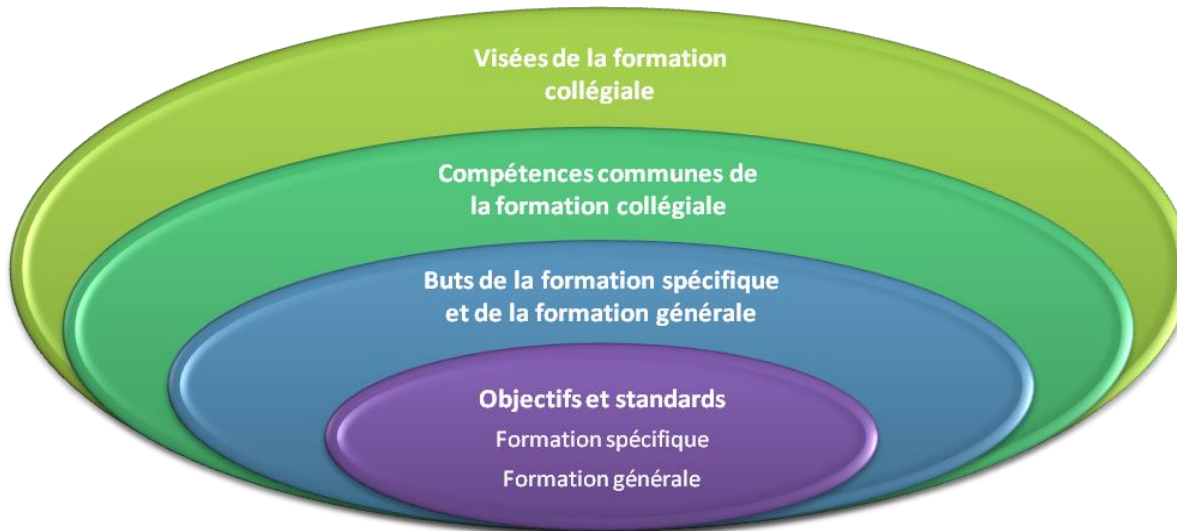 Visées de la formation
collégiale
Compétences communes de
la formation collégiale
Buts de la formation spécifique
et de la formation générale
Objectifs et standards
Formation spécifique
Formation générale